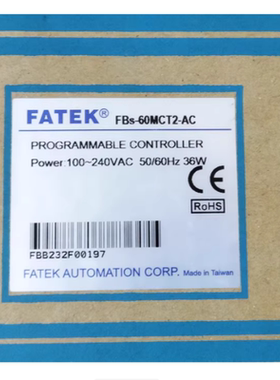 FATEK® FBs-60MCT2-AC
PROGRAMMABLE CONTROLLER
Power:100~240VAC 50/60Hz 36W
CE
RoHS
FBB232F00197
FATEK AUTOMATION CORP. Made in Taiwan